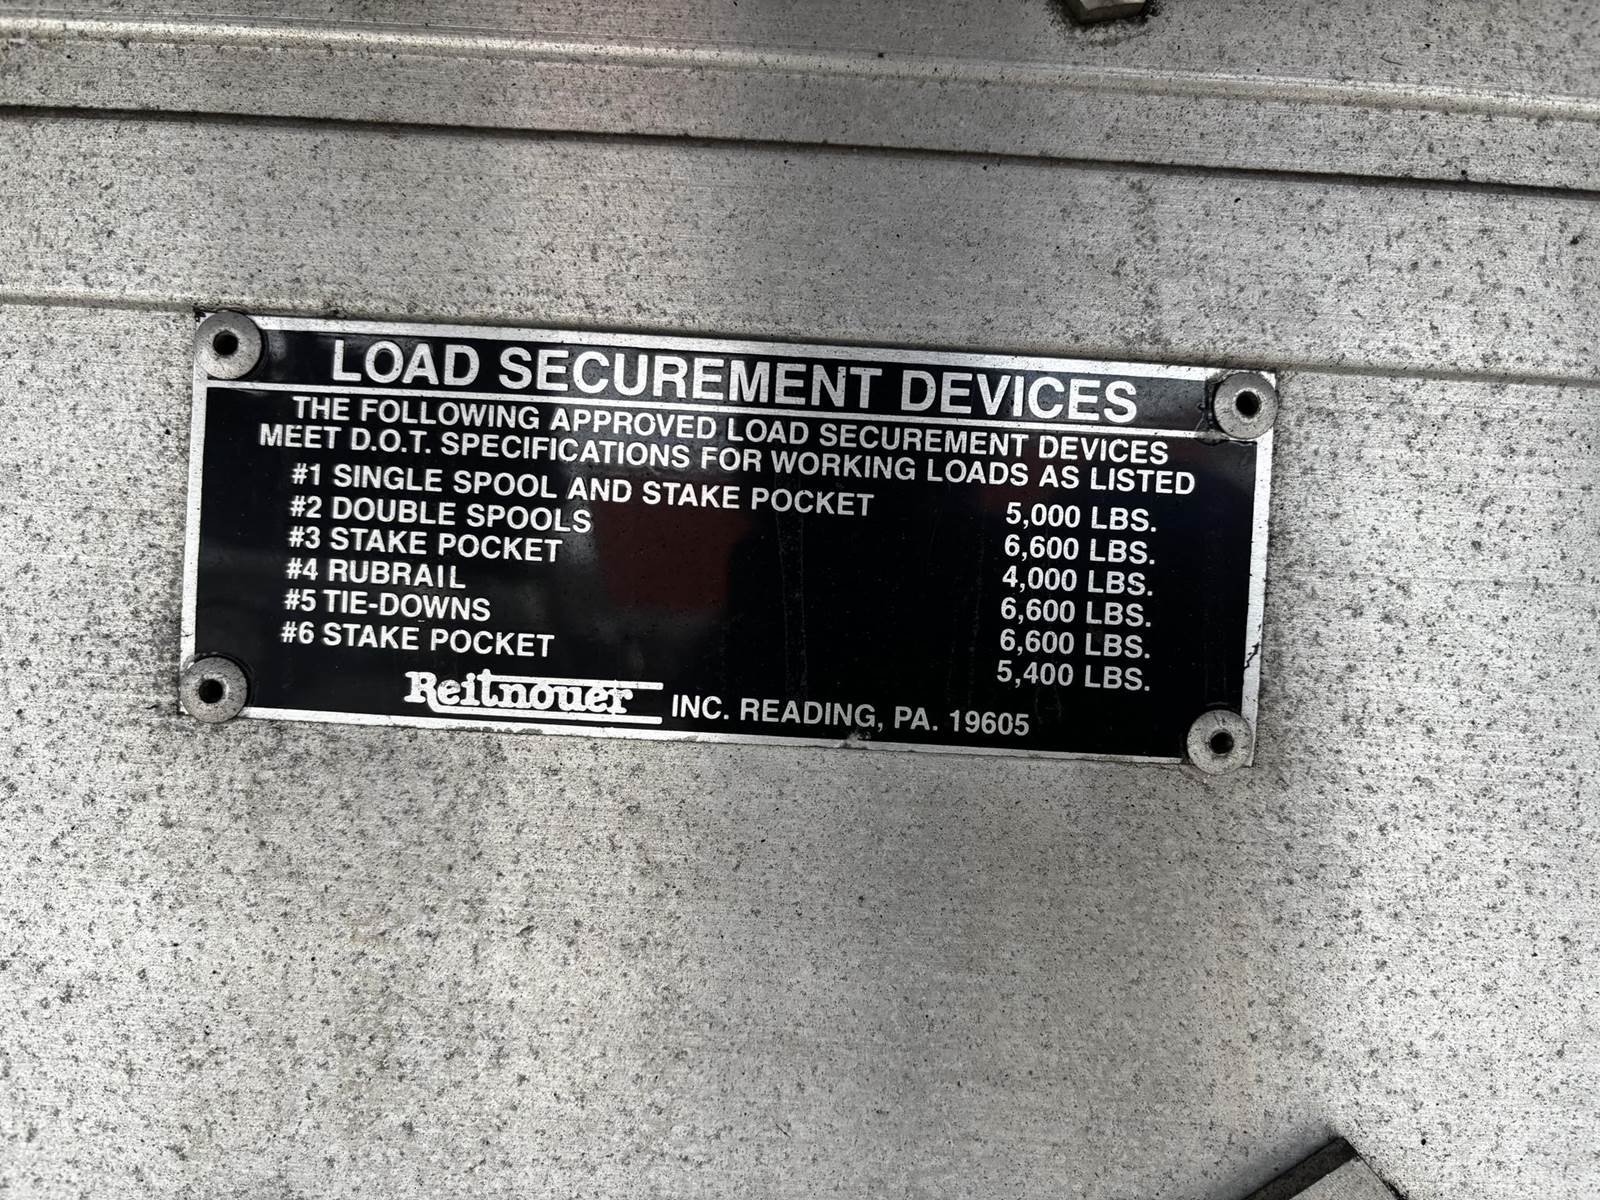 LOAD SECUREMENT DEVICES
THE FOLLOWING APPROVED LOAD SECUREMENT DEVICES
MEET D.O.T. SPECIFICATIONS FOR WORKING LOADS AS LISTED
#1 SINGLE SPOOL AND STAKE POCKET 5,000 LBS.
#2 DOUBLE SPOOLS 6,600 LBS.
#3 STAKE POCKET 4,000 LBS.
#4 RUBRAIL 6,600 LBS.
#5 TIE-DOWNS 6,600 LBS.
#6 STAKE POCKET 5,400 LBS.
Reitnouer INC. READING, PA. 19605